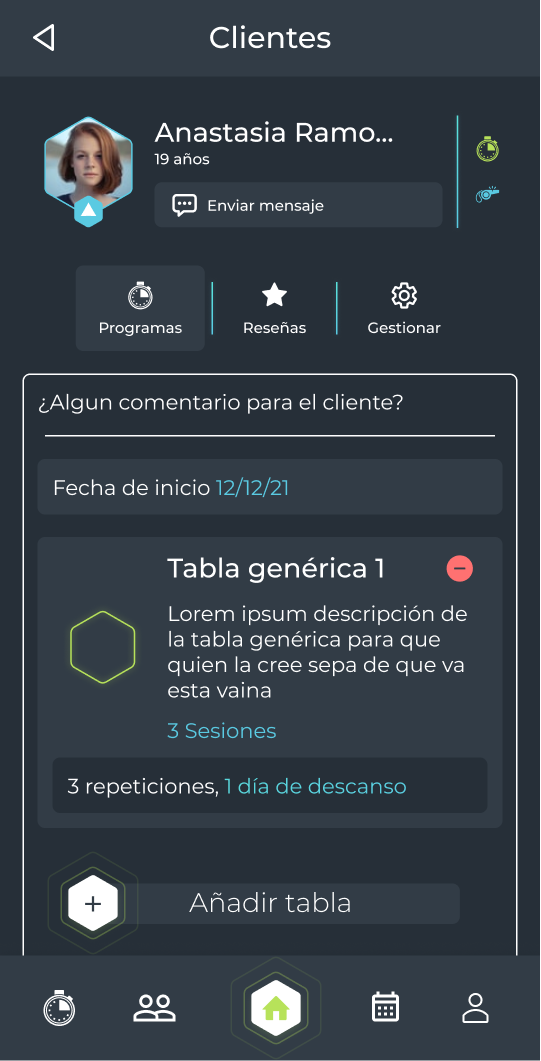 Clientes
Anastasia Ramo...
19 años
Enviar mensaje
Programas
Reseñas
Gestionar
¿Algun comentario para el cliente?
Fecha de inicio 12/12/21
Tabla genérica 1
Lorem ipsum descripción de
la tabla genérica para que
quien la cree sepa de que va
esta vaina
3 Sesiones
3 repeticiones, 1 día de descanso
Añadir tabla